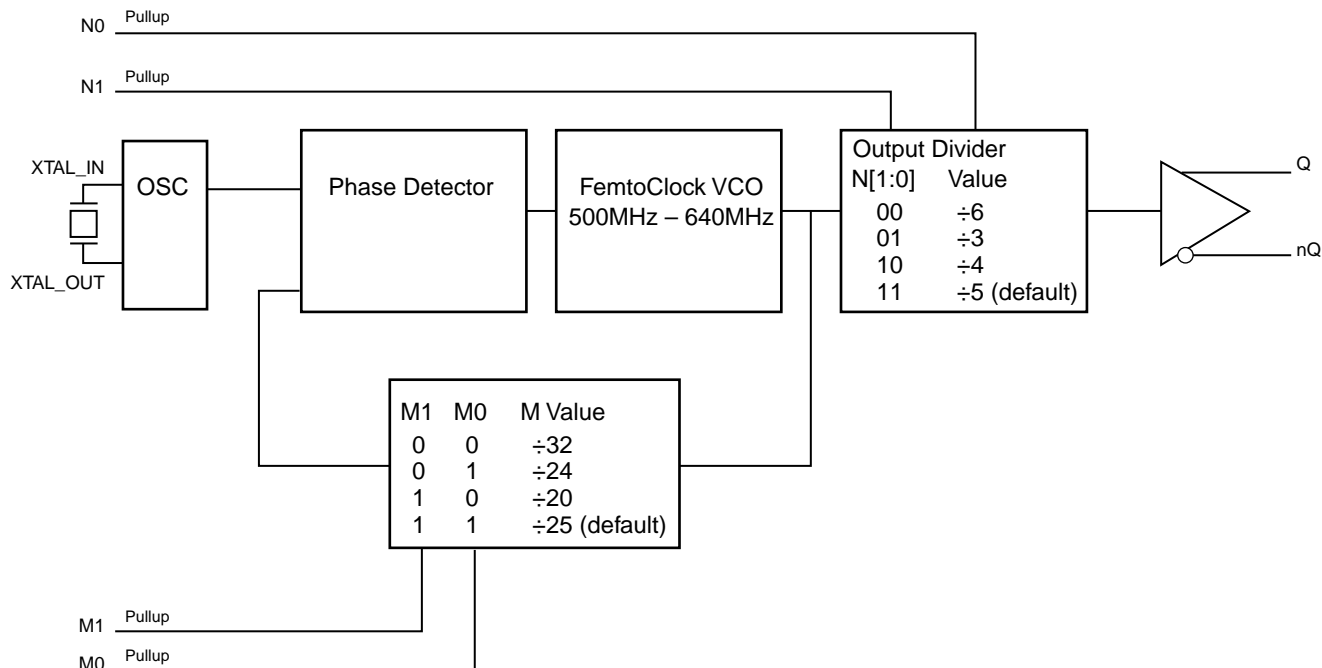 N0 Pullup
N1 Pullup
XTAL_IN
XTAL_OUT
OSC
Phase Detector
FemtoClock VCO
500MHz – 640MHz
Output Divider
N[1:0] Value
00 ÷6
01 ÷3
10 ÷4
11 ÷5 (default)
Q
nQ
M1 M0 M Value
0 0 ÷32
0 1 ÷24
1 0 ÷20
1 1 ÷25 (default)
M1 Pullup
M0 Pullup